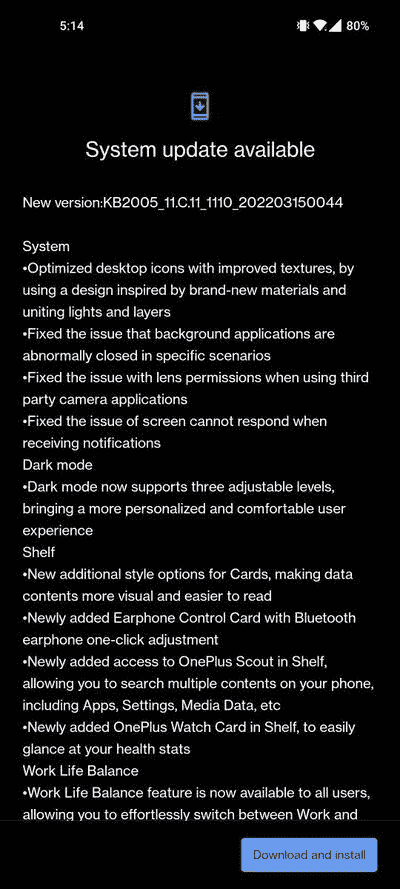 5:14
80%
System update available
New version:KB2005_11.C.11_1110_202203150044
System
•Optimized desktop icons with improved textures, by
using a design inspired by brand-new materials and
uniting lights and layers
•Fixed the issue that background applications are
abnormally closed in specific scenarios
•Fixed the issue with lens permissions when using third
party camera applications
•Fixed the issue of screen cannot respond when
receiving notifications
Dark mode
•Dark mode now supports three adjustable levels,
bringing a more personalized and comfortable user
experience
Shelf
•New additional style options for Cards, making data
contents more visual and easier to read
•Newly added Earphone Control Card with Bluetooth
earphone one-click adjustment
•Newly added access to OnePlus Scout in Shelf,
allowing you to search multiple contents on your phone,
including Apps, Settings, Media Data, etc
•Newly added OnePlus Watch Card in Shelf, to easily
glance at your health stats
Work Life Balance
•Work Life Balance feature is now available to all users,
allowing you to effortlessly switch between Work and
Download and install